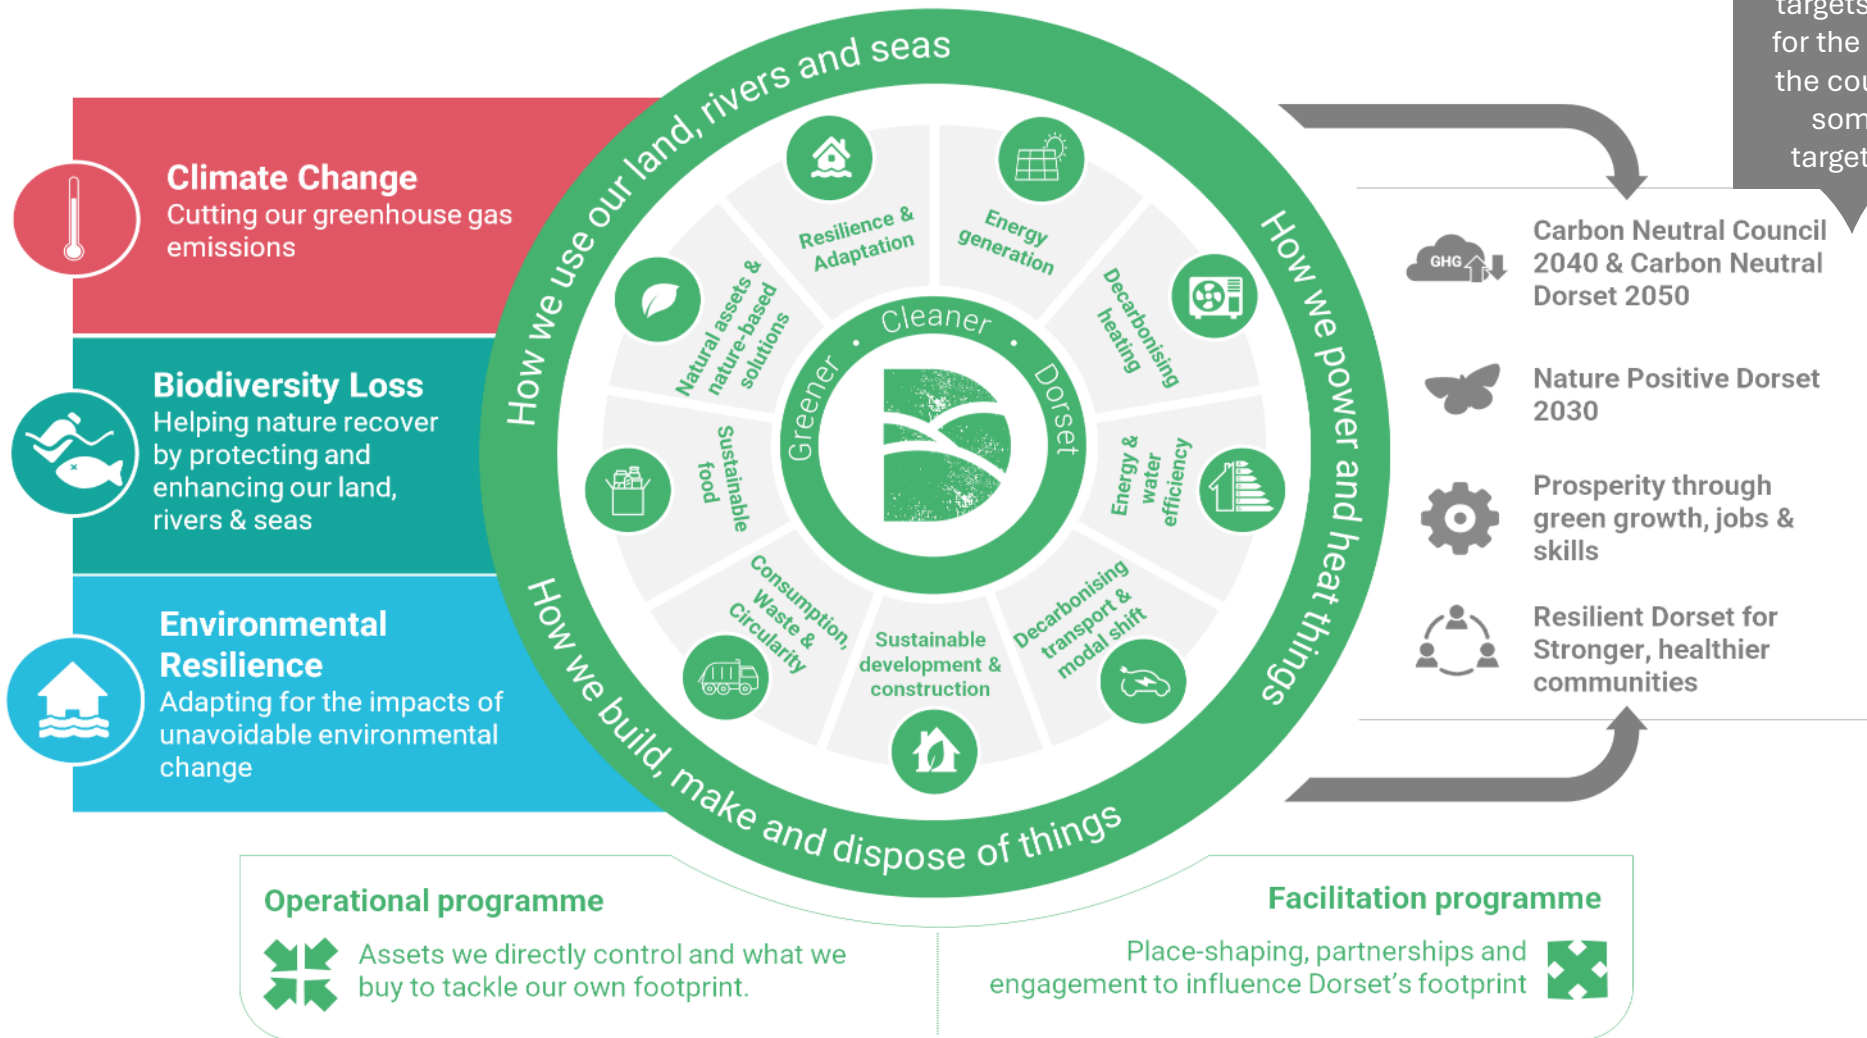 targets
for the
the cou
som
target
Climate Change
Cutting our greenhouse gas
emissions
Biodiversity Loss
Helping nature recover
by protecting and
enhancing our land,
rivers & seas
Environmental
Resilience
Adapting for the impacts of
unavoidable environmental
change
How we use our land, rivers and seas
How we power and heat things
How we build, make and dispose of things
Resilience &
Adaptation
Energy
generation
Decarbonising
heating
Energy &
water
efficiency
Decarbonising
transport &
modal shift
Sustainable
development &
construction
Consumption,
Waste &
Circularity
Sustainable
food
Natural assets &
nature-based
solutions
Greener • Cleaner • Dorset
GHG
Carbon Neutral Council
2040 & Carbon Neutral
Dorset 2050
Nature Positive Dorset
2030
Prosperity through
green growth, jobs &
skills
Resilient Dorset for
Stronger, healthier
communities
Operational programme
Assets we directly control and what we
buy to tackle our own footprint.
Facilitation programme
Place-shaping, partnerships and
engagement to influence Dorset’s footprint